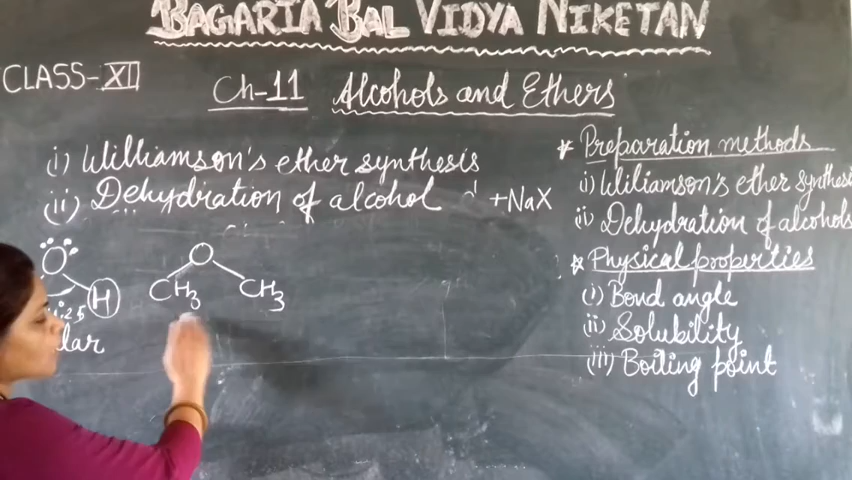 BAGARIA BAL VIDYA NIKETAN
CLASS-XII
Ch-11 Alcohols and Ethers
(i) Williamson's ether synthesis
(ii) Dehydration of alcohol
+NaX
O
H
lar
O
CH3 CH3
* Preparation methods
i) Wiliamson's ether synthesis
ii) Dehydration of alcohols
* Physical properties
(i) Bond angle
(ii) Solubility
(iii) Boiling point